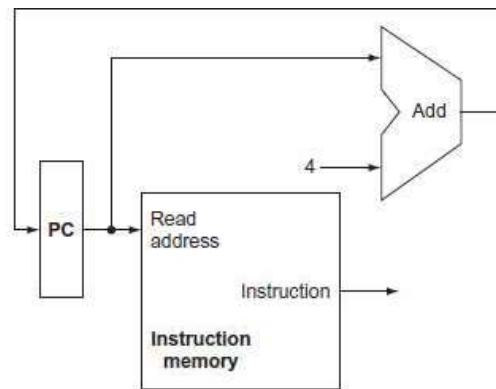 Add
4
PC
Read
address
Instruction
Instruction
memory